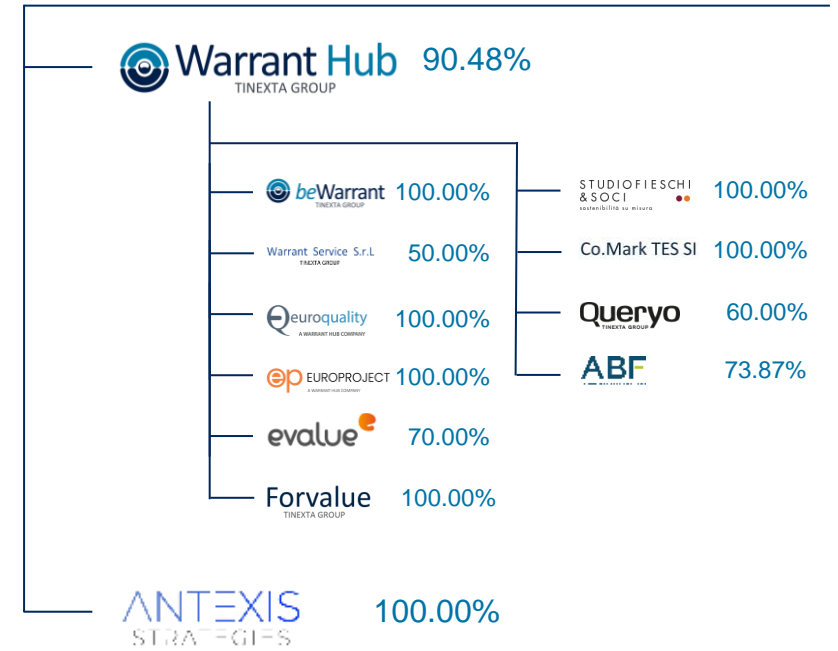 Warrant Hub 90.48%
TINEXTA GROUP
beWarrant 100.00%
TINEXTA GROUP
Warrant Service S.r.L 50.00%
TINEXTA GROUP
euroquality 100.00%
A WARRANT HUB COMPANY
ep EUROPROJECT 100.00%
A WARRANT HUB COMPANY
evalue e 70.00%
Forvalue 100.00%
TINEXTA GROUP
STUDIOFIESCHI 100.00%
&SOCI
sostenibilità su misura
Co.Mark TES SI 100.00%
Queryo 60.00%
TINEXTA GROUP
ABF 73.87%
ANTEXIS 100.00%
STRATEGIES